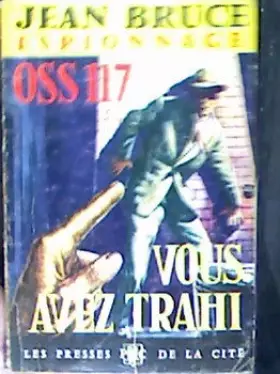 JEAN BRUCE
ESPIONNAGE
OSS 117
VOUS
AVEZ TRAHI
LES PRESSES DE LA CITÉ